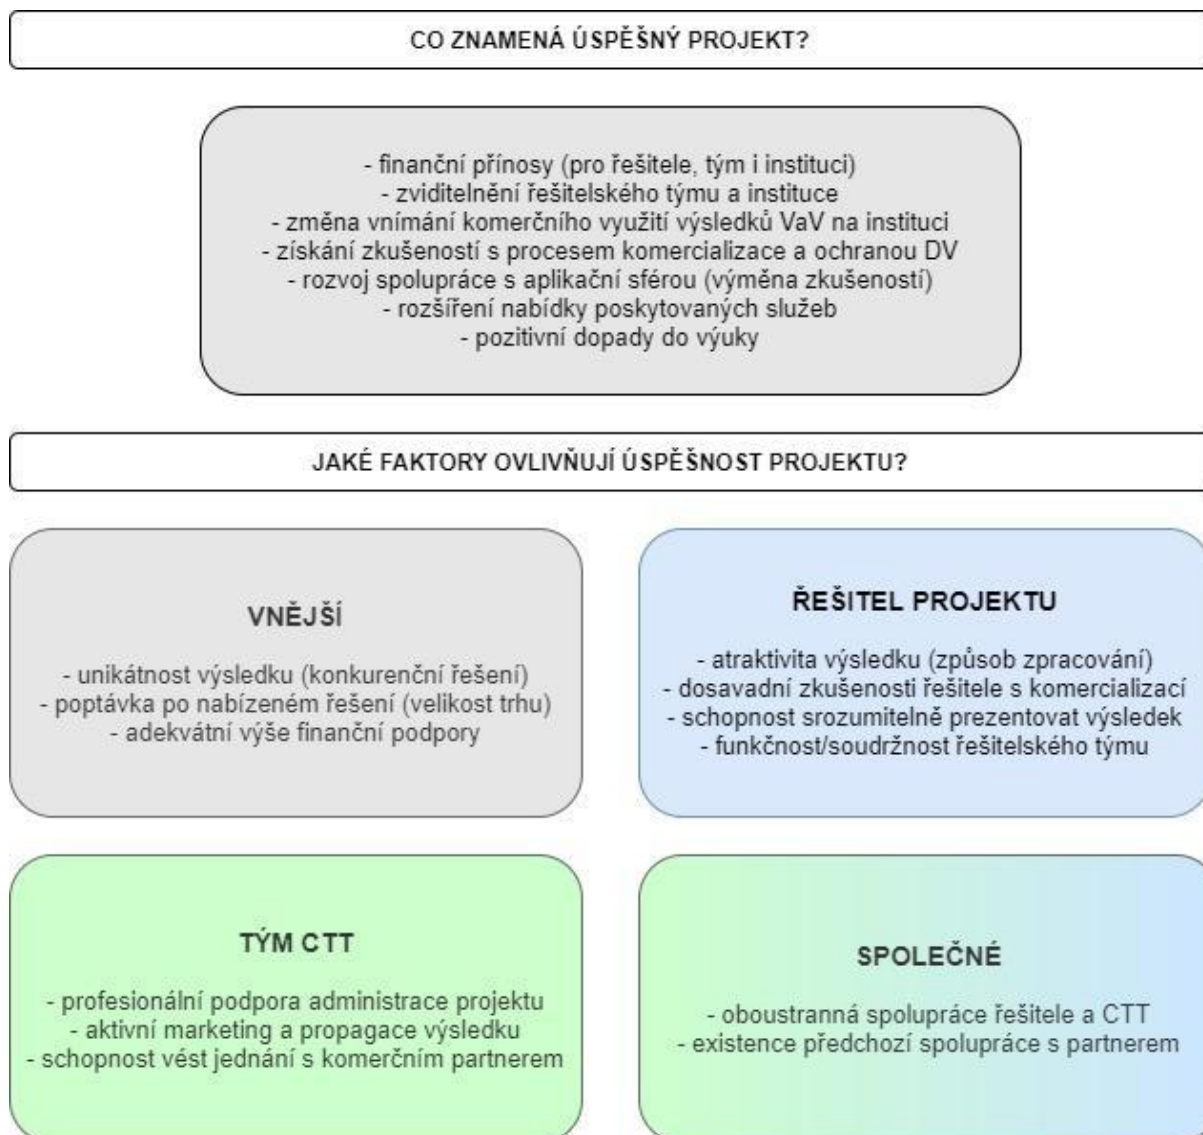 CO ZNAMENÁ ÚSPĚŠNÝ PROJEKT?
- finanční přínosy (pro řešitele, tým i instituci)
- zviditelnění řešitelského týmu a instituce
- změna vnímání komerčního využití výsledků VaV na instituci
- získání zkušeností s procesem komercializace a ochranou DV
- rozvoj spolupráce s aplikační sférou (výměna zkušeností)
- rozšíření nabídky poskytovaných služeb
- pozitivní dopady do výuky
JAKÉ FAKTORY OVLIVŇUJÍ ÚSPĚŠNOST PROJEKTU?
VNĚJŠÍ
- unikátnost výsledku (konkurenční řešení)
- poptávka po nabízeném řešení (velikost trhu)
- adekvátní výše finanční podpory
ŘEŠITEL PROJEKTU
- atraktivita výsledku (způsob zpracování)
- dosavadní zkušenosti řešitele s komercializací
- schopnost srozumitelně prezentovat výsledek
- funkčnost/soudržnost řešitelského týmu
TÝM CTT
- profesionální podpora administrace projektu
- aktivní marketing a propagace výsledku
- schopnost vést jednání s komerčním partnerem
SPOLEČNÉ
- oboustranná spolupráce řešitele a CTT
- existence předchozí spolupráce s partnerem